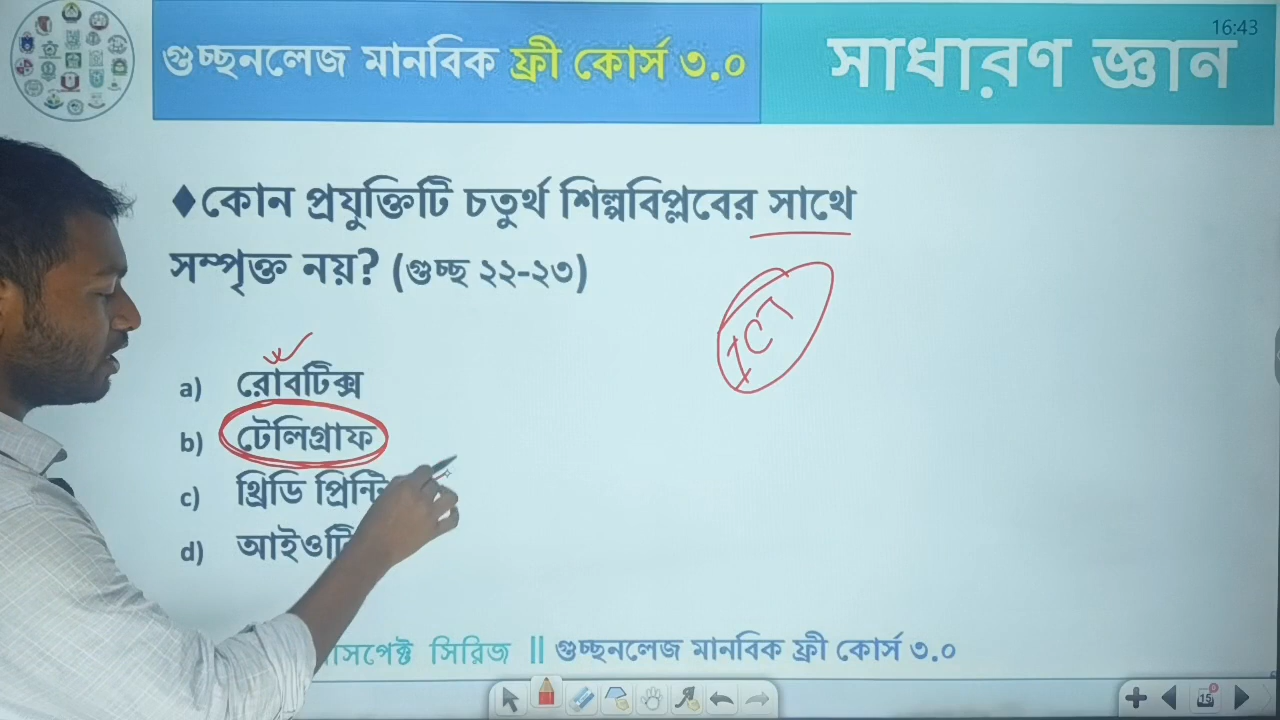 গুচ্ছনলেজ মানবিক ফ্রী কোর্স ৩.০
সাধারণ জ্ঞান
16:43
♦কোন প্রযুক্তিটি চতুর্থ শিল্পবিপ্লবের সাথে
সম্পৃক্ত নয়? (গুচ্ছ ২২-২৩)
ICT
a) রোবটিক্স
b) টেলিগ্রাফ
c) থ্রিডি
d)
সিরিজ || গুচ্ছনলেজ মানবিক ফ্রী কোর্স ৩.০
15